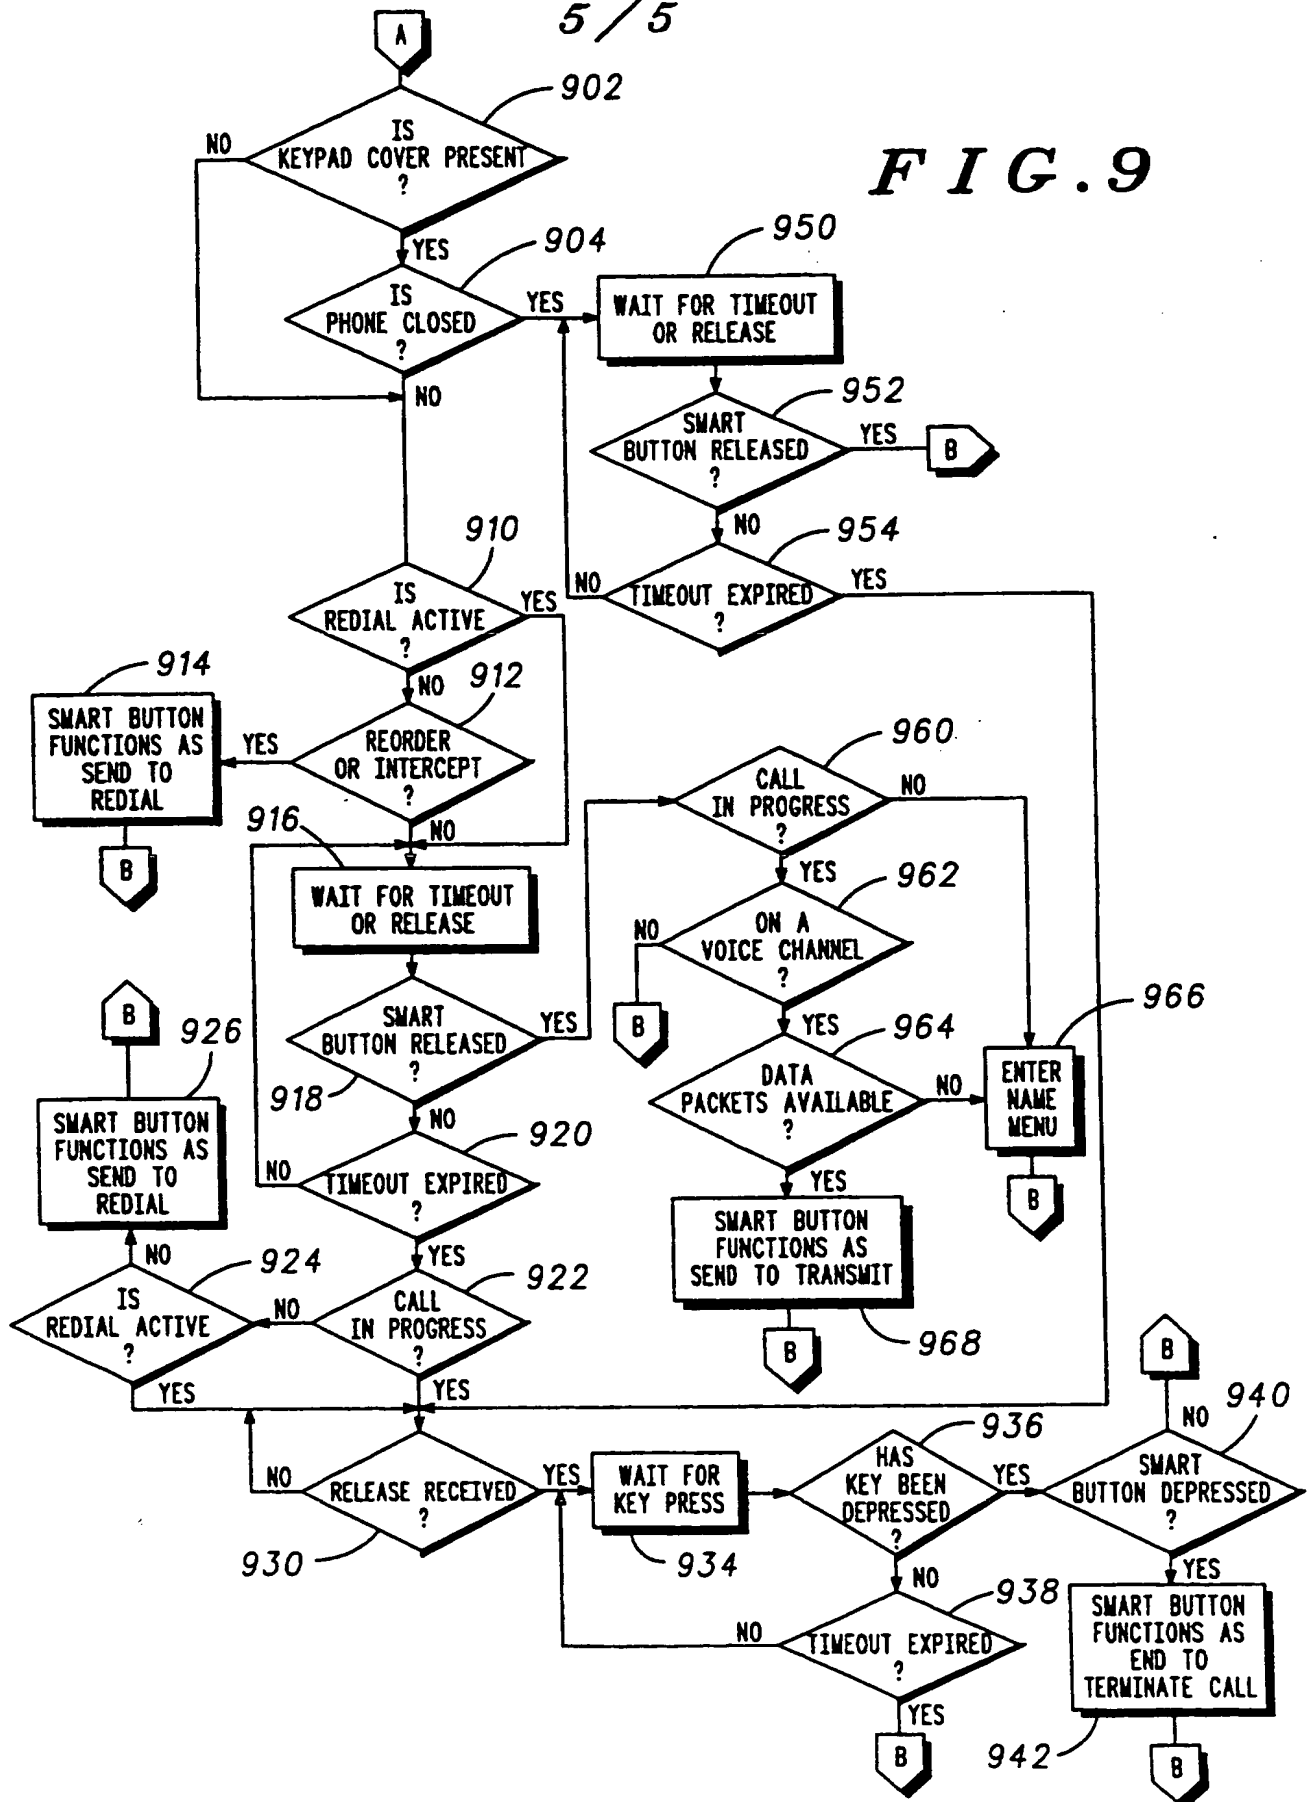 5/5
A
902
IS
KEYPAD COVER PRESENT
?
NO
FIG.9
YES
904
IS
PHONE CLOSED
?
YES
NO
950
WAIT FOR TIMEOUT
OR RELEASE
952
SMART
BUTTON RELEASED
?
YES
B
NO
954
TIMEOUT EXPIRED
?
NO
YES
910
IS
REDIAL ACTIVE
?
YES
NO
912
REORDER
OR INTERCEPT
?
YES
NO
914
SMART BUTTON
FUNCTIONS AS
SEND TO
REDIAL
B
916
WAIT FOR TIMEOUT
OR RELEASE
SMART
BUTTON RELEASED
?
918
YES
NO
920
TIMEOUT EXPIRED
?
NO
YES
922
CALL
IN PROGRESS
?
NO
YES
924
IS
REDIAL ACTIVE
?
NO
YES
926
SMART BUTTON
FUNCTIONS AS
SEND TO
REDIAL
B
960
CALL
IN PROGRESS
?
NO
YES
962
ON A
VOICE CHANNEL
?
NO
B
YES
964
DATA
PACKETS AVAILABLE
?
NO
YES
966
ENTER
NAME
MENU
B
SMART BUTTON
FUNCTIONS AS
SEND TO TRANSMIT
968
B
RELEASE RECEIVED
?
930
NO
YES
WAIT FOR
KEY PRESS
934
936
HAS
KEY BEEN
DEPRESSED
?
YES
NO
938
TIMEOUT EXPIRED
?
NO
YES
B
940
SMART
BUTTON DEPRESSED
?
NO
B
YES
SMART BUTTON
FUNCTIONS AS
END TO
TERMINATE CALL
942
B